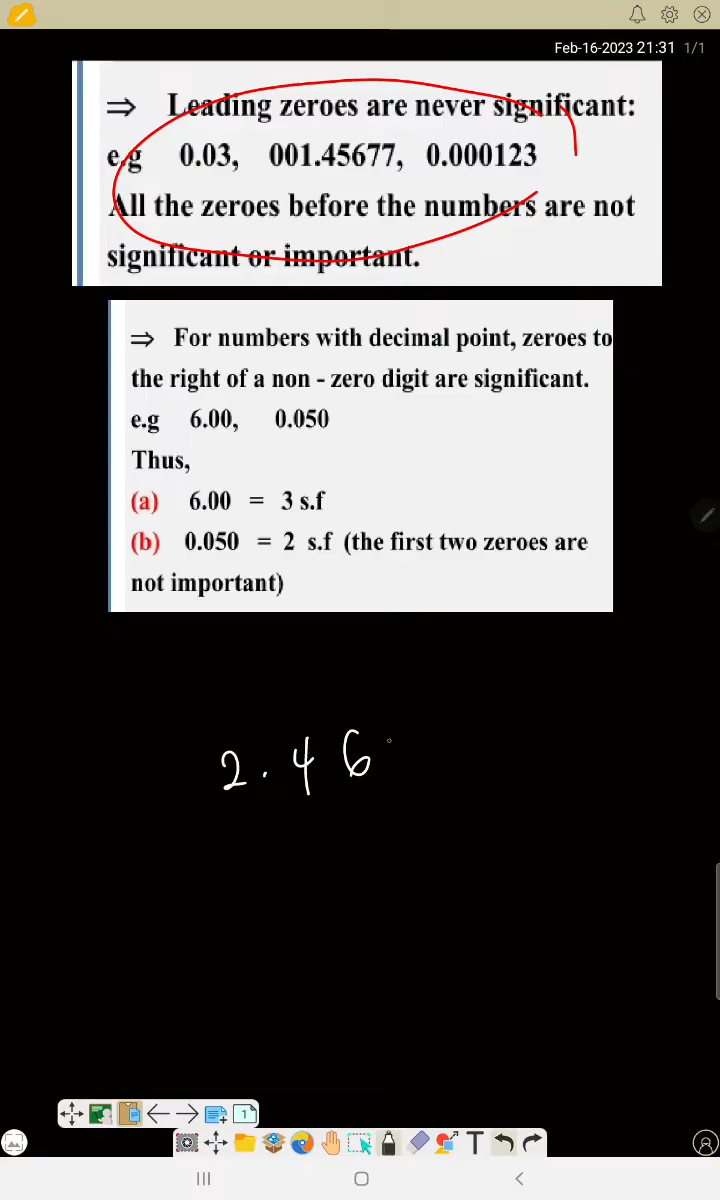 Feb-16-2023 21:31 1/1
⇒ Leading zeroes are never significant:
e.g 0.03, 001.45677, 0.000123
All the zeroes before the numbers are not
significant or important.
⇒ For numbers with decimal point, zeroes to
the right of a non - zero digit are significant.
e.g 6.00, 0.050
Thus,
(a) 6.00 = 3 s.f
(b) 0.050 = 2 s.f (the first two zeroes are
not important)
2.46
1
T